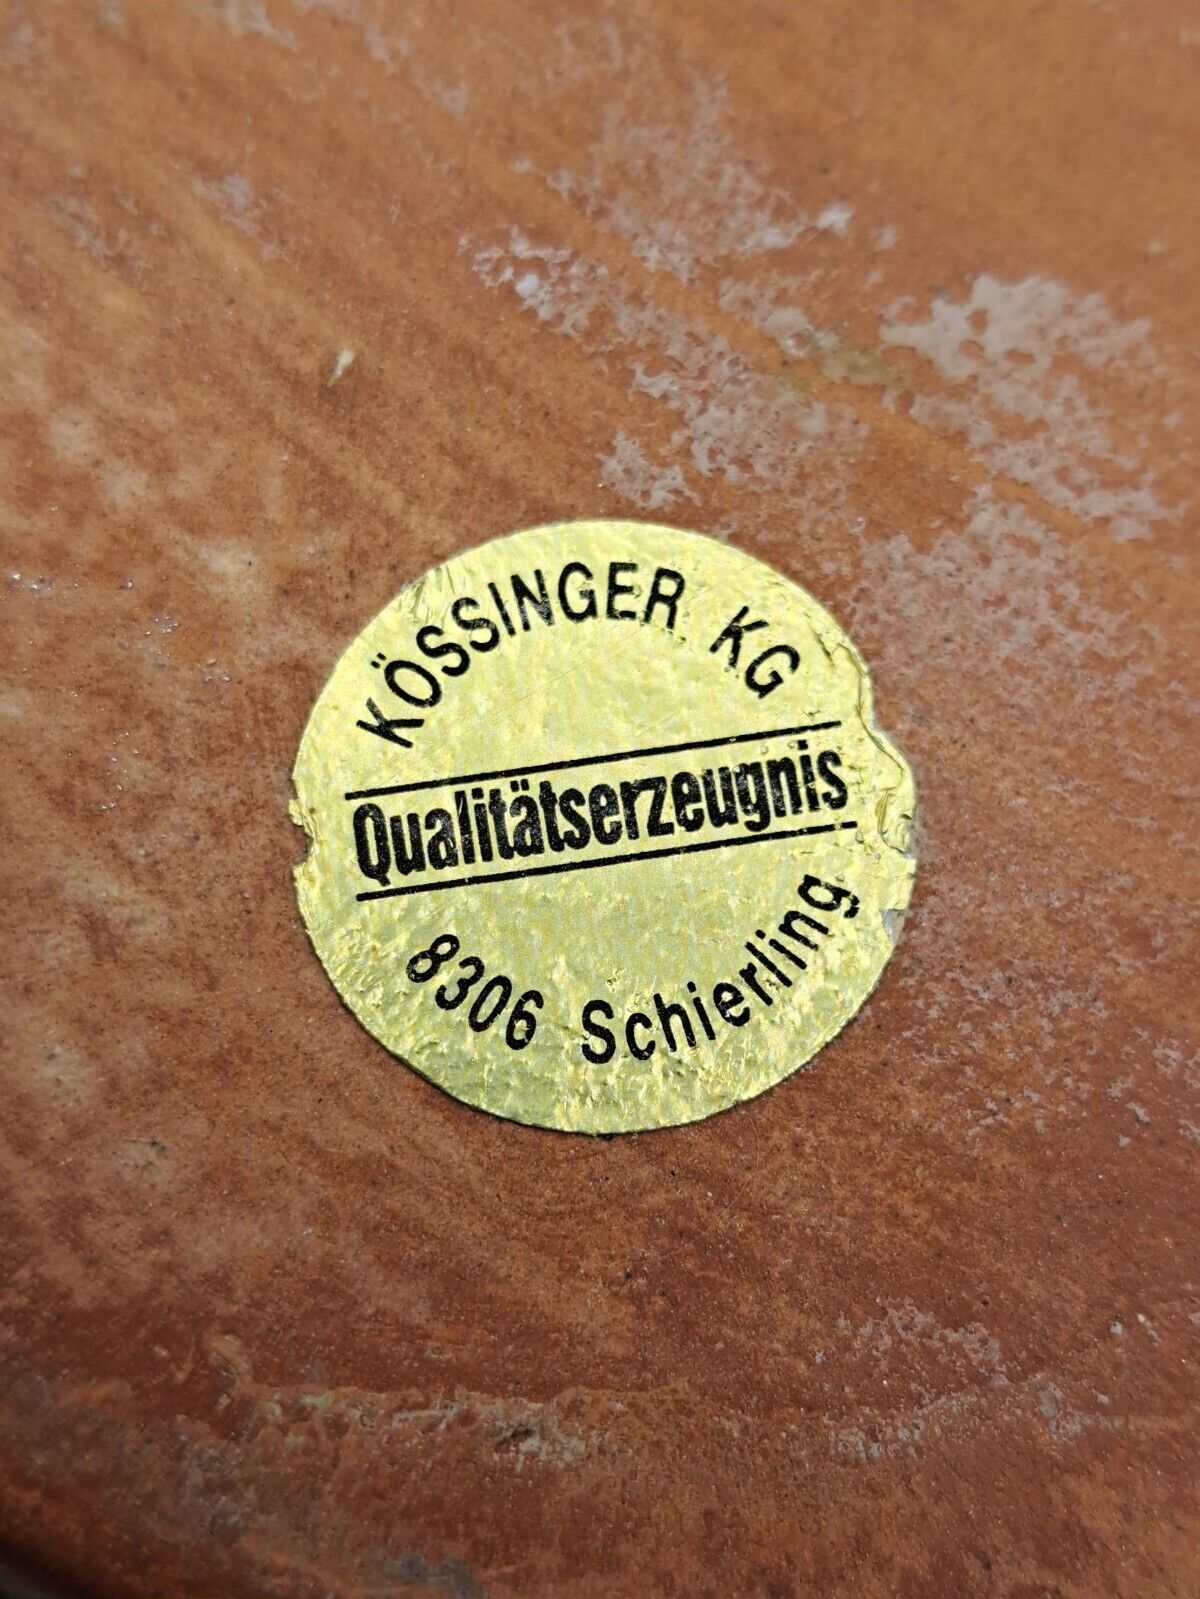 KÖSSINGER KG
Qualitätserzeugnis
8306 Schierling